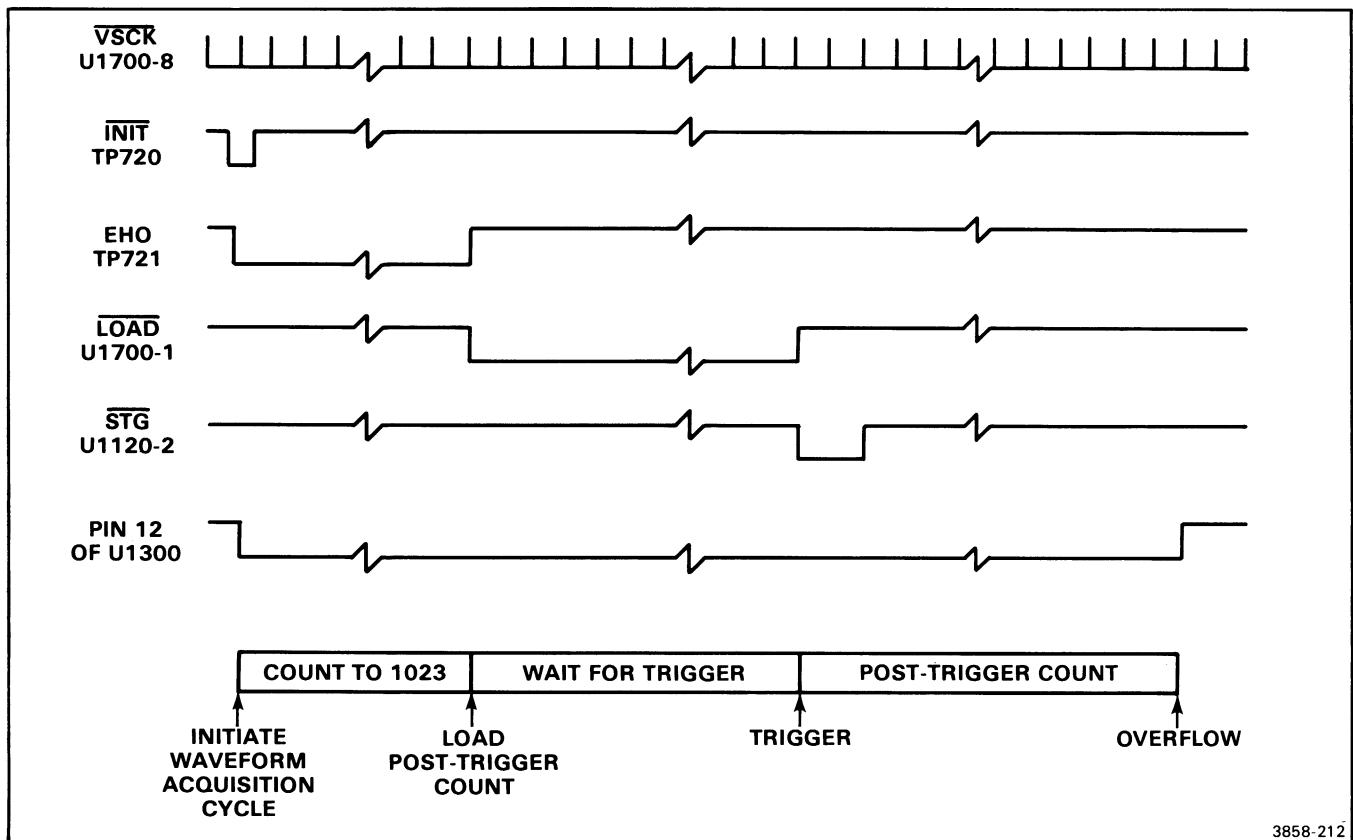 VSCK
U1700-8
INIT
TP720
EHO
TP721
LOAD
U1700-1
STG
U1120-2
PIN 12
OF U1300
COUNT TO 1023
WAIT FOR TRIGGER
POST-TRIGGER COUNT
INITIATE
WAVEFORM
ACQUISITION
CYCLE
LOAD
POST-TRIGGER
COUNT
TRIGGER
OVERFLOW
3858-212